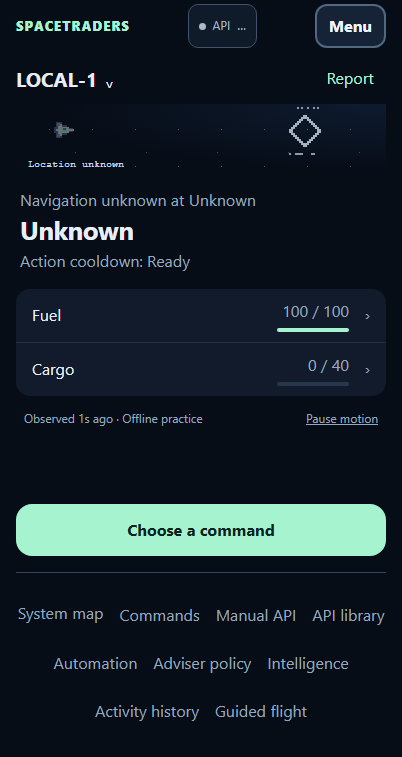 SPACETRADERS
API ...
Menu
LOCAL-1 v
Report
Location unknown
Navigation unknown at Unknown
Unknown
Action cooldown: Ready
Fuel
100 / 100 ›
Cargo
0 / 40 ›
Observed 1s ago · Offline practice
Pause motion
Choose a command
System map Commands Manual API API library
Automation Adviser policy Intelligence
Activity history Guided flight